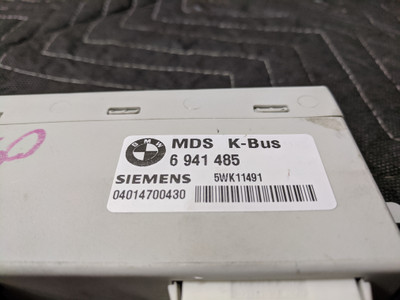 BMW
MDS K-Bus
6 941 485
SIEMENS 5WK11491
04014700430